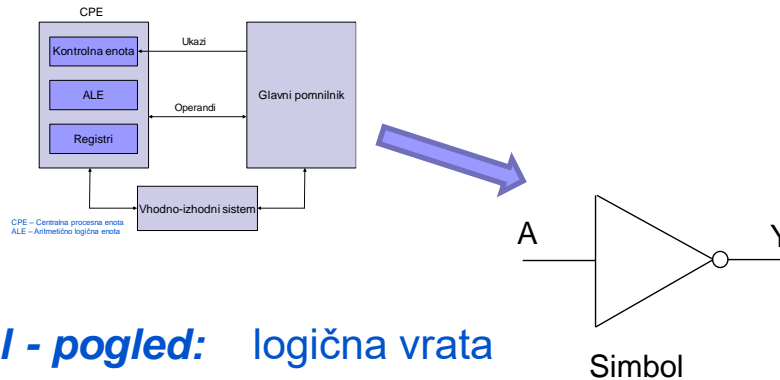 CPE
Kontrolna enota
ALE
Registri
Ukazi
Operandi
Glavni pomnilnik
Vhodno-izhodni sistem
CPE – Centralna procesna enota
ALE – Aritmetično logična enota
A
Y
Simbol
l - pogled: logična vrata